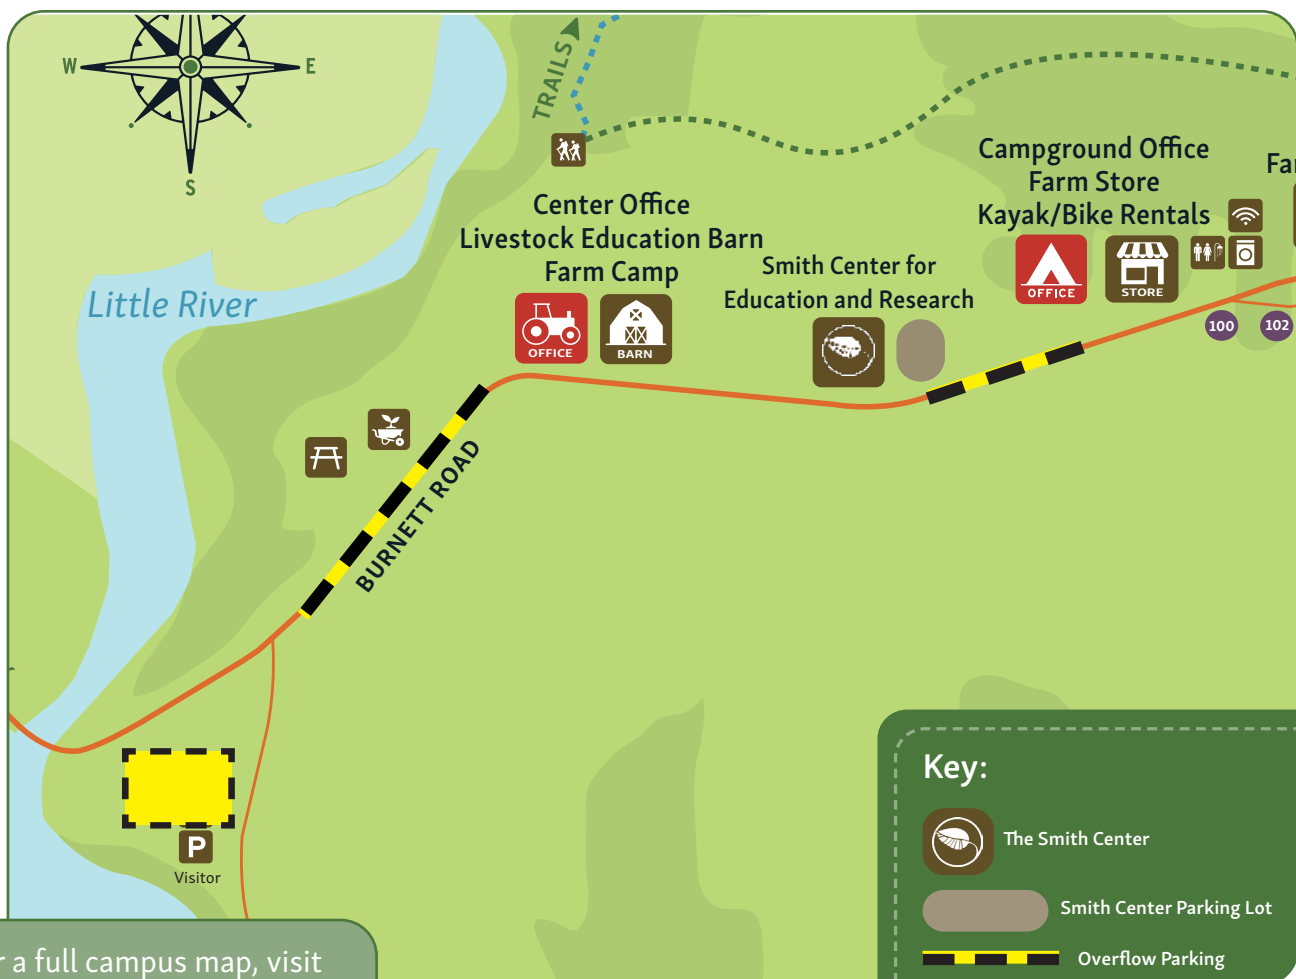 W
E
S
TRAILS
Campground Office
Farm Store
Kayak/Bike Rentals
Center Office
Livestock Education Barn
Farm Camp
Smith Center for
Education and Research
Little River
OFFICE
BARN
OFFICE
STORE
100
102
BURNETT ROAD
P
Visitor
Key:
The Smith Center
Smith Center Parking Lot
Overflow Parking
a full campus map, visit